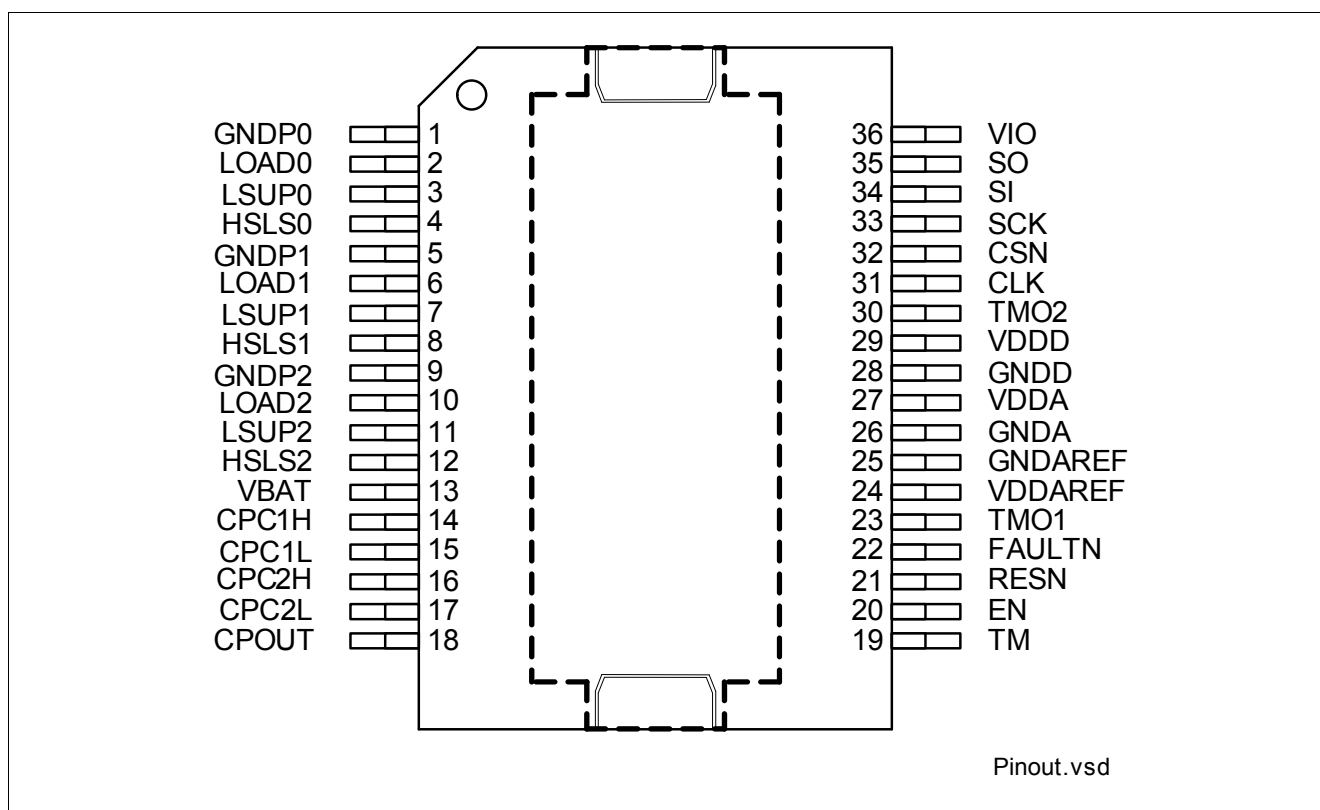 GNDP0 1 36 VIO
LOAD0 2 35 SO
LSUP0 3 34 SI
HSLS0 4 33 SCK
GNDP1 5 32 CSN
LOAD1 6 31 CLK
LSUP1 7 30 TMO2
HSLS1 8 29 VDDD
GNDP2 9 28 GNDD
LOAD2 10 27 VDDA
LSUP2 11 26 GNDA
HSLS2 12 25 GNDAREF
VBAT 13 24 VDDAREF
CPC1H 14 23 TMO1
CPC1L 15 22 FAULTN
CPC2H 16 21 RESN
CPC2L 17 20 EN
CPOUT 18 19 TM
Pinout.vsd